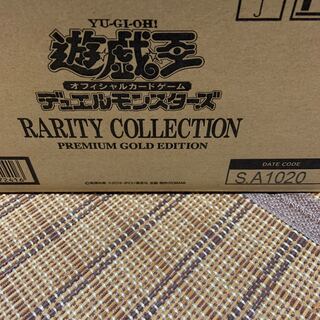 YU-GI-OH!
遊戯王
オフィシャルカードゲーム
デュエルモンスターズ
RARITY COLLECTION
PREMIUM GOLD EDITION
DATE CODE
S.A1020